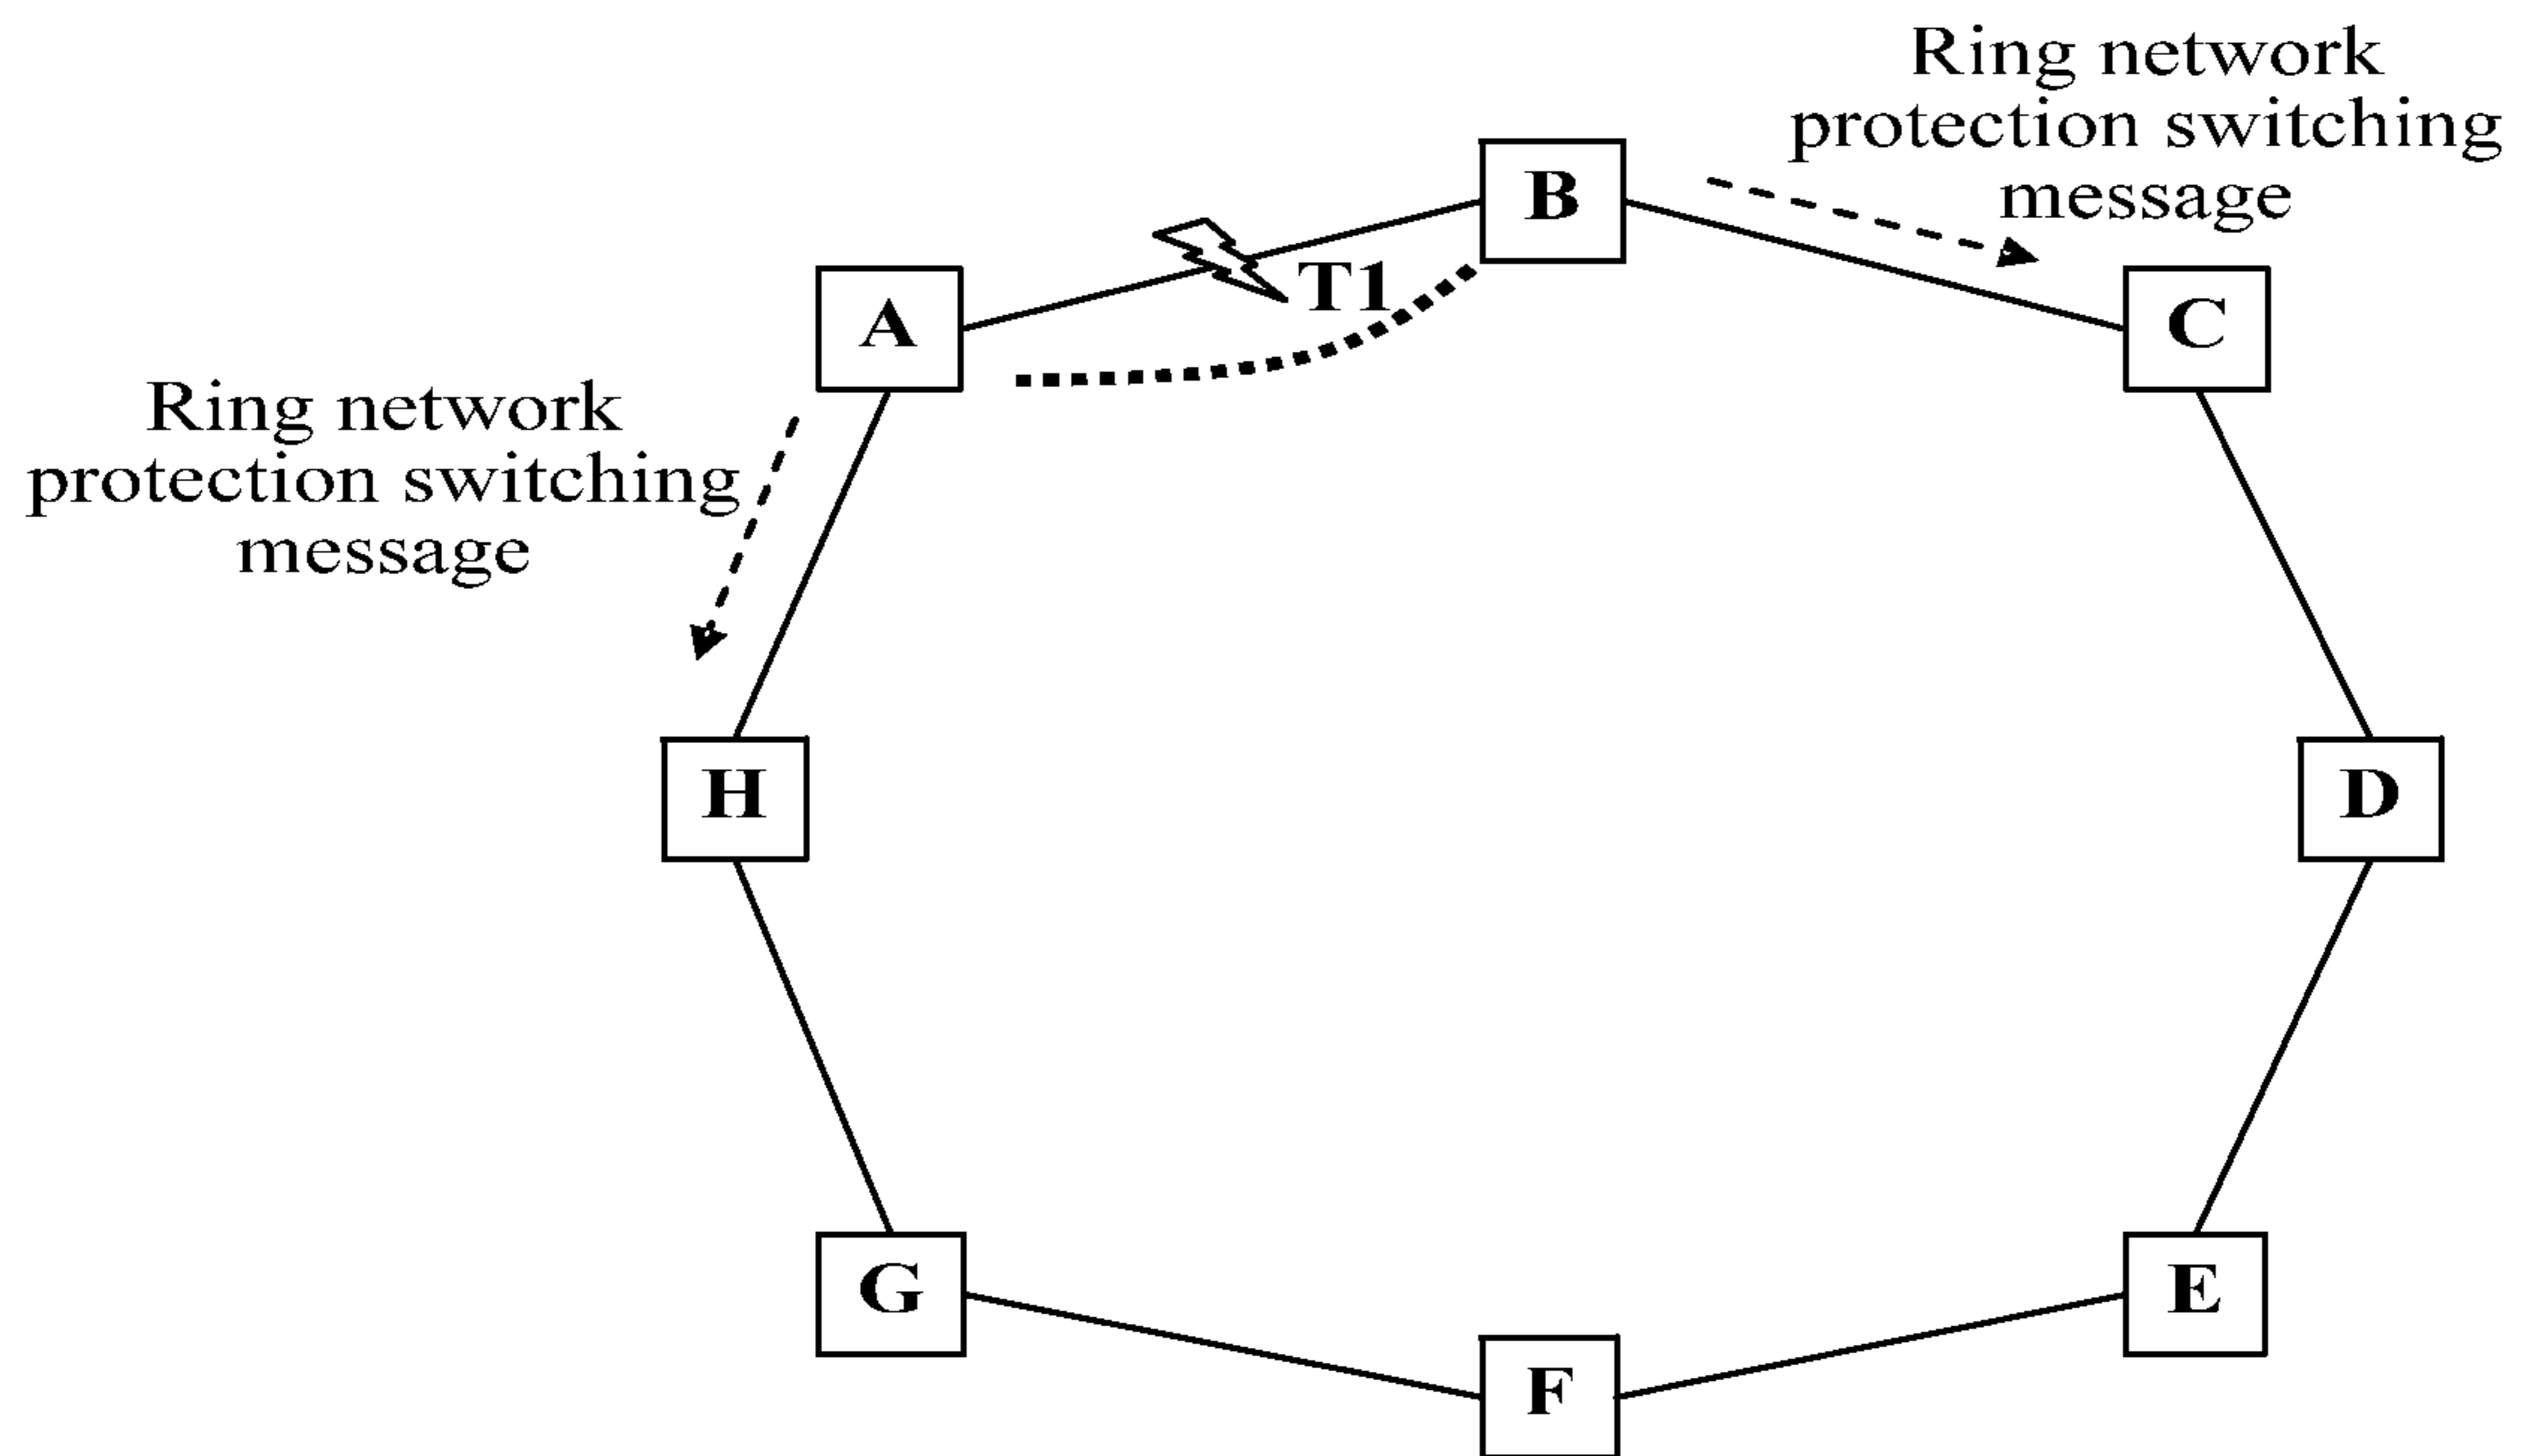 Ring network
protection switching
message
B
T1
A
C
Ring network
protection switching
message
H
D
G
E
F